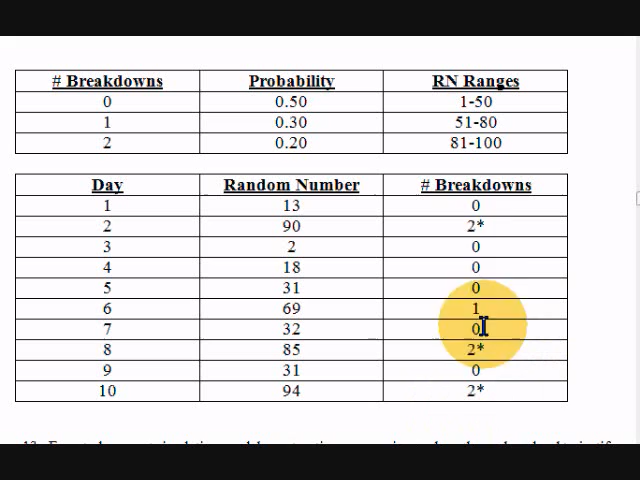 # Breakdowns Probability RN Ranges
0 0.50 1-50
1 0.30 51-80
2 0.20 81-100
Day Random Number # Breakdowns
1 13 0
2 90 2*
3 2 0
4 18 0
5 31 0
6 69 1
7 32 0
8 85 2*
9 31 0
10 94 2*